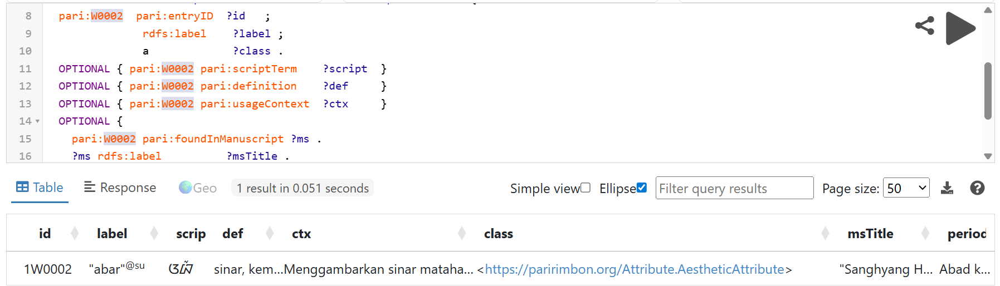 8 pari:W0002 pari:entryID ?id ;
9 rdfs:label ?label ;
10 a ?class .
11 OPTIONAL { pari:W0002 pari:scriptTerm ?script }
12 OPTIONAL { pari:W0002 pari:definition ?def }
13 OPTIONAL { pari:W0002 pari:usageContext ?ctx }
14 OPTIONAL {
15 pari:W0002 pari:foundInManuscript ?ms .
16 ?ms rdfs:label ?msTitle .
Table Response Geo 1 result in 0.051 seconds Simple view Ellipse Filter query results Page size: 50
id label scrip def ctx class msTitle period
1 W0002 "abar"@su sinar, kem... Menggambarkan sinar mataha... <https://paririmbon.org/Attribute.AestheticAttribute> "Sanghyang H... Abad k...